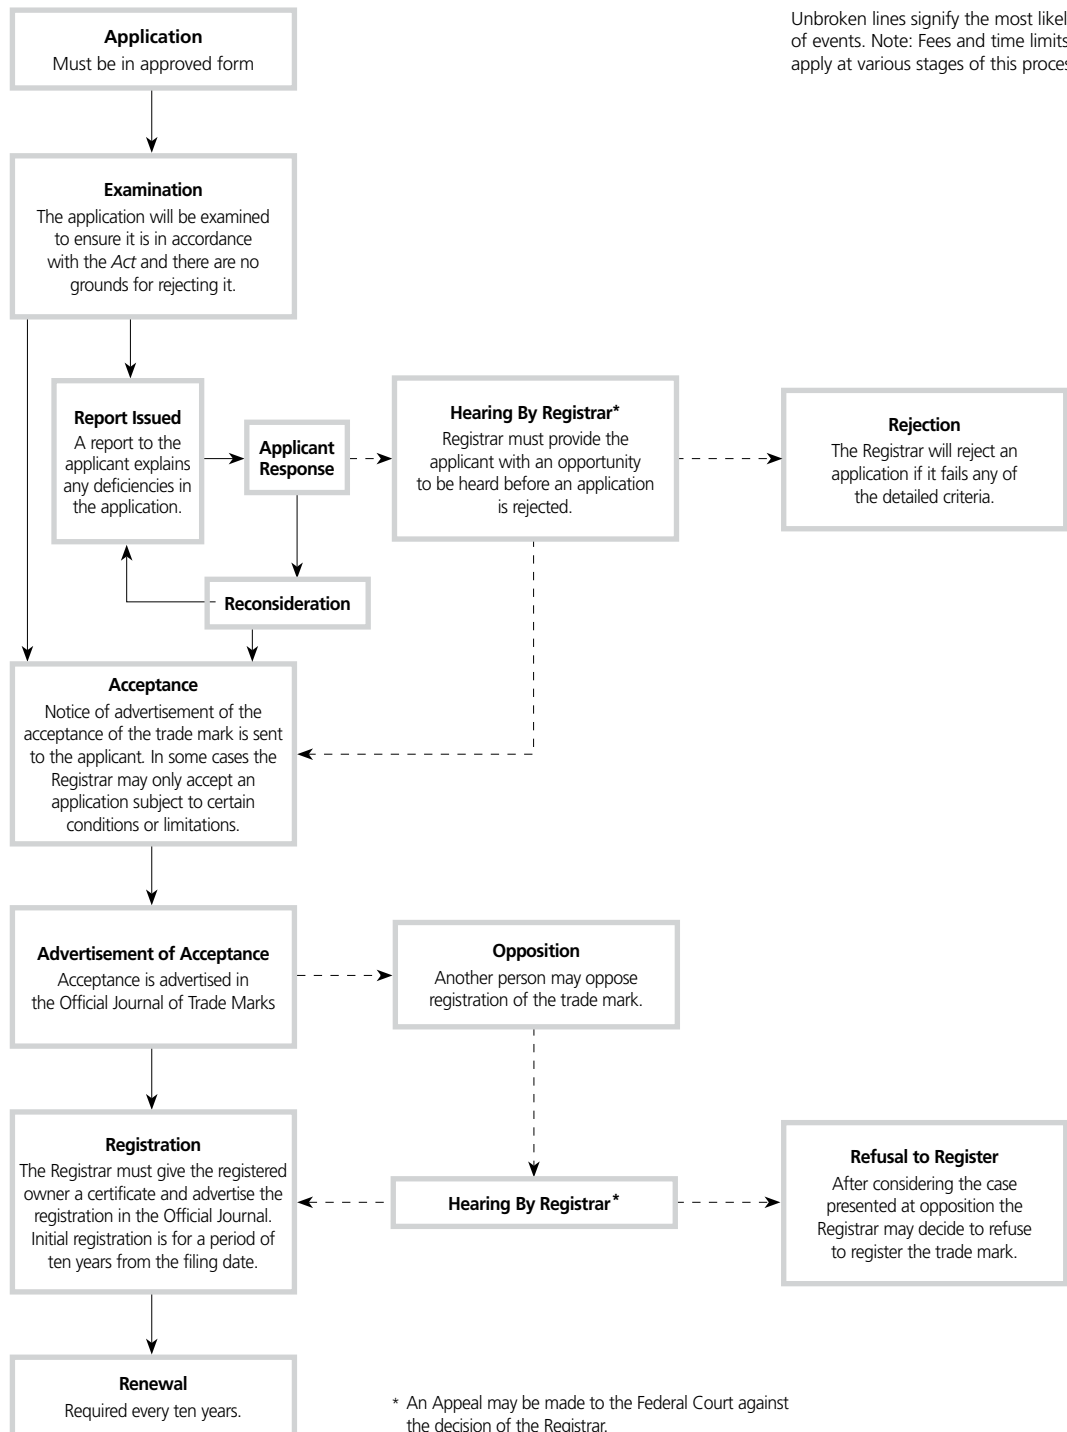 Unbroken lines signify the most likel
of events. Note: Fees and time limits
apply at various stages of this proces
Application
Must be in approved form
Examination
The application will be examined
to ensure it is in accordance
with the Act and there are no
grounds for rejecting it.
Report Issued
A report to the
applicant explains
any deficiencies in
the application.
Applicant
Response
Hearing By Registrar*
Registrar must provide the
applicant with an opportunity
to be heard before an application
is rejected.
Rejection
The Registrar will reject an
application if it fails any of
the detailed criteria.
Reconsideration
Acceptance
Notice of advertisement of the
acceptance of the trade mark is sent
to the applicant. In some cases the
Registrar may only accept an
application subject to certain
conditions or limitations.
Advertisement of Acceptance
Acceptance is advertised in
the Official Journal of Trade Marks
Opposition
Another person may oppose
registration of the trade mark.
Registration
The Registrar must give the registered
owner a certificate and advertise the
registration in the Official Journal.
Initial registration is for a period of
ten years from the filing date.
Hearing By Registrar*
Refusal to Register
After considering the case
presented at opposition the
Registrar may decide to refuse
to register the trade mark.
Renewal
Required every ten years.
* An Appeal may be made to the Federal Court against
the decision of the Registrar.